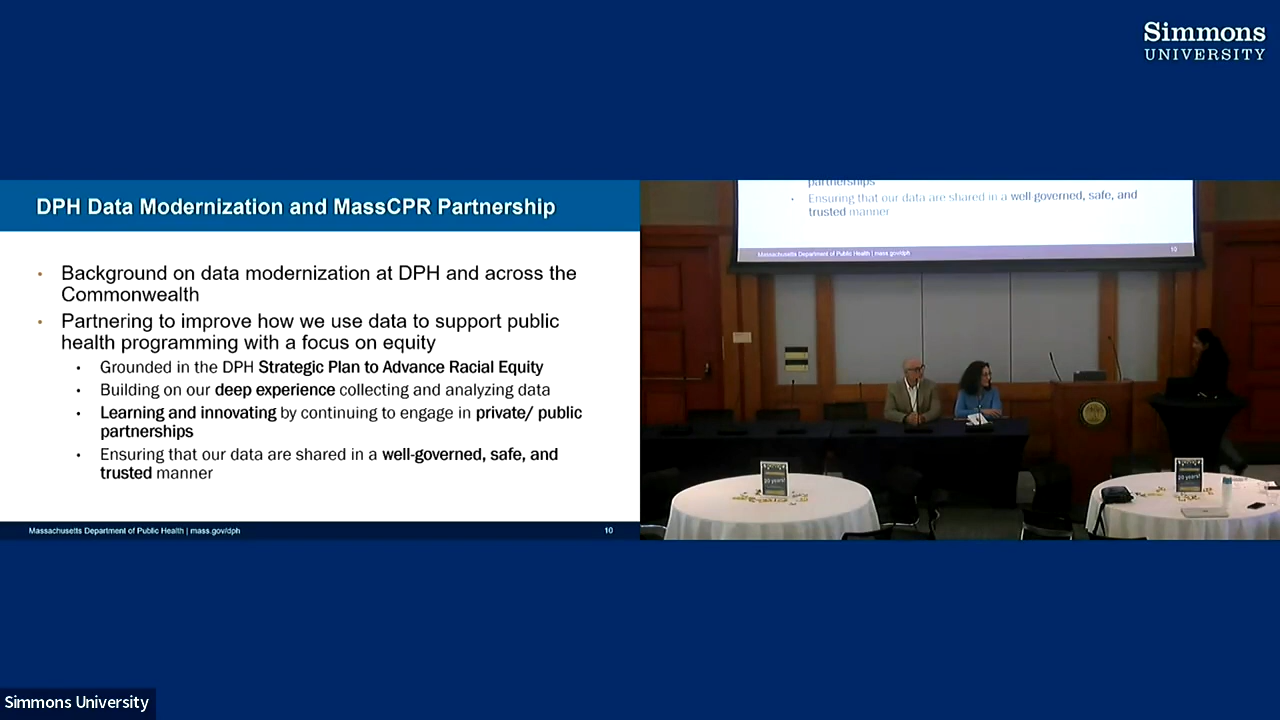 Simmons
UNIVERSITY
DPH Data Modernization and MassCPR Partnership
• Background on data modernization at DPH and across the
Commonwealth
• Partnering to improve how we use data to support public
health programming with a focus on equity
• Grounded in the DPH Strategic Plan to Advance Racial Equity
• Building on our deep experience collecting and analyzing data
• Learning and innovating by continuing to engage in private/ public
partnerships
• Ensuring that our data are shared in a well-governed, safe, and
trusted manner
Massachusetts Department of Public Health | mass.gov/dph 10
partnerships
• Ensuring that our data are shared in a well-governed, safe, and
trusted manner
Massachusetts Department of Public Health | mass.gov/dph 10
20 years!
20 years!
Simmons University